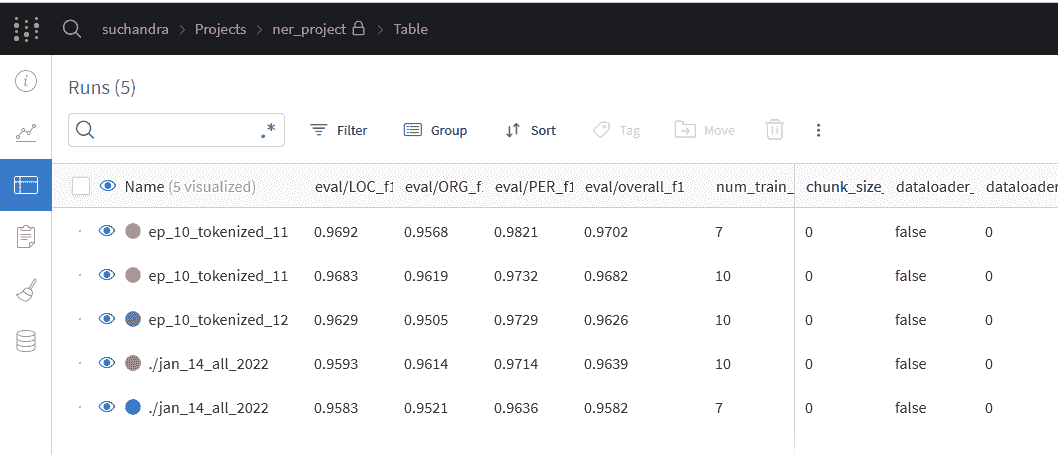 suchandra > Projects > ner_project > Table
Runs (5)
.* Filter Group Sort Tag Move
Name (5 visualized) eval/LOC_f1 eval/ORG_f. eval/PER_f1 eval/overall_f1 num_train_ chunk_size_ dataloader_ dataloader
ep_10_tokenized_11 0.9692 0.9568 0.9821 0.9702 7 0 false 0
ep_10_tokenized_11 0.9683 0.9619 0.9732 0.9682 10 0 false 0
ep_10_tokenized_12 0.9629 0.9505 0.9729 0.9626 10 0 false 0
./jan_14_all_2022 0.9593 0.9614 0.9714 0.9639 10 0 false 0
./jan_14_all_2022 0.9583 0.9521 0.9636 0.9582 7 0 false 0